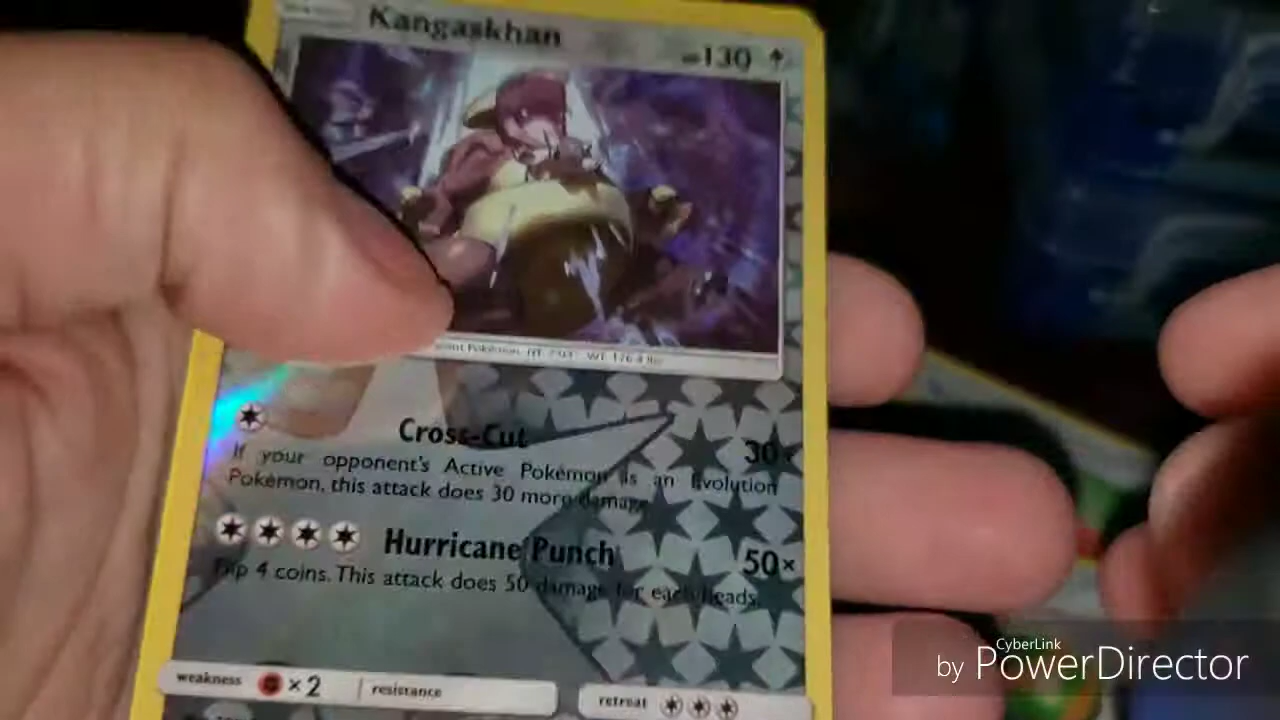 Kangaskhan
130
Cross-Cut
30+
If your opponent's Active Pokémon is an Evolution
Pokémon, this attack does 30 more damage.
Hurricane Punch
50×
Flip 4 coins. This attack does 50 damage for each heads.
weakness ×2 resistance
retreat
CyberLink
by PowerDirector